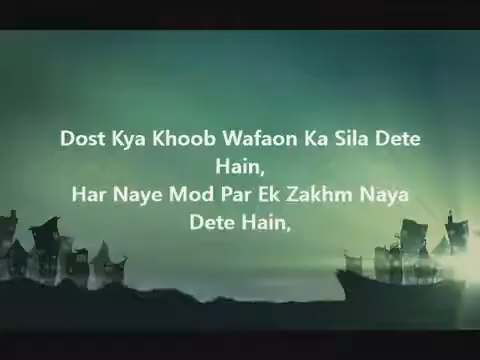 Dost Kya Khoob Wafaon Ka Sila Dete
Hain,
Har Naye Mod Par Ek Zakhm Naya
Dete Hain,